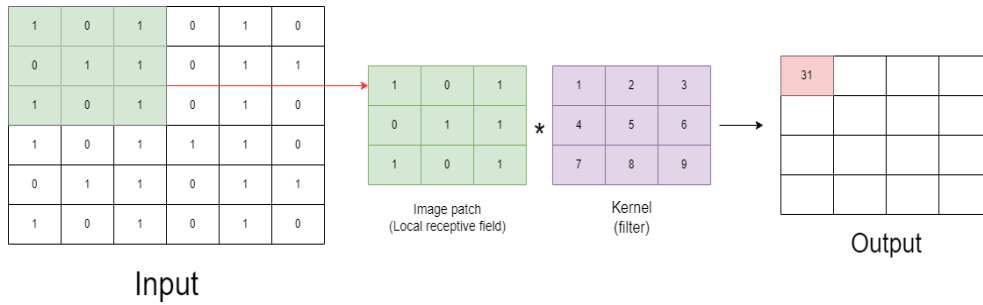 1 0 1 0 1 0
0 1 1 0 1 1
1 0 1 0 1 0
1 0 1 1 1 0
0 1 1 0 1 1
1 0 1 0 1 0
Input
1 0 1
0 1 1
1 0 1
Image patch
(Local receptive field)
*
1 2 3
4 5 6
7 8 9
Kernel
(filter)
31
Output